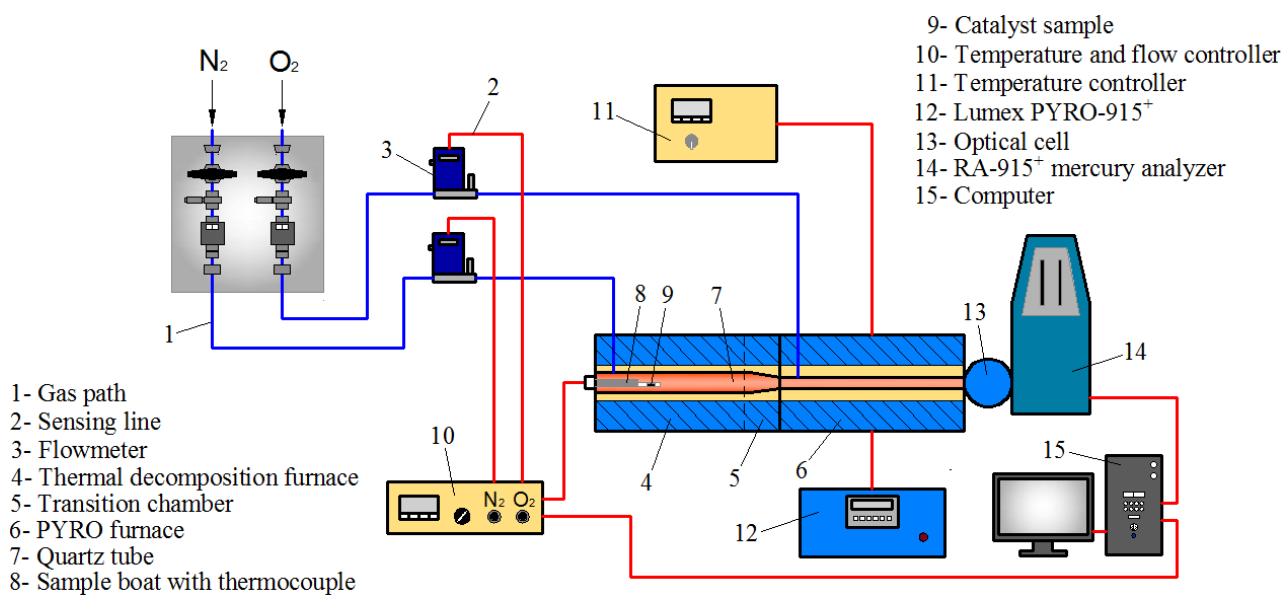 N₂ O₂
9- Catalyst sample
10- Temperature and flow controller
11- Temperature controller
12- Lumex PYRO-915⁺
13- Optical cell
14- RA-915⁺ mercury analyzer
15- Computer
2
3
11
1
8 9 7
13
14
10
N₂ O₂
4 5 6
12
15
1- Gas path
2- Sensing line
3- Flowmeter
4- Thermal decomposition furnace
5- Transition chamber
6- PYRO furnace
7- Quartz tube
8- Sample boat with thermocouple